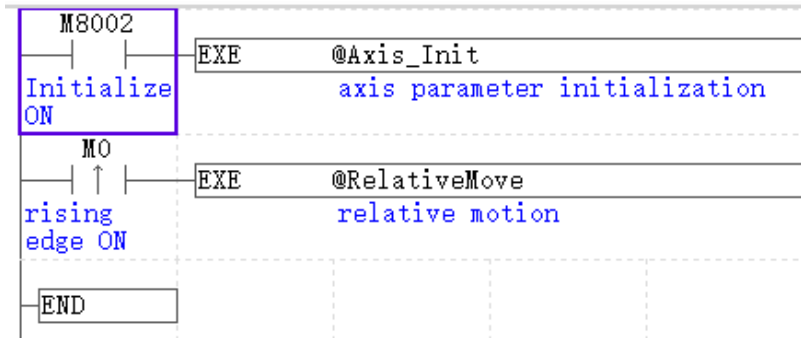 M8002
EXE @Axis_Init
Initialize axis parameter initialization
ON
M0
EXE @RelativeMove
rising relative motion
edge ON
END